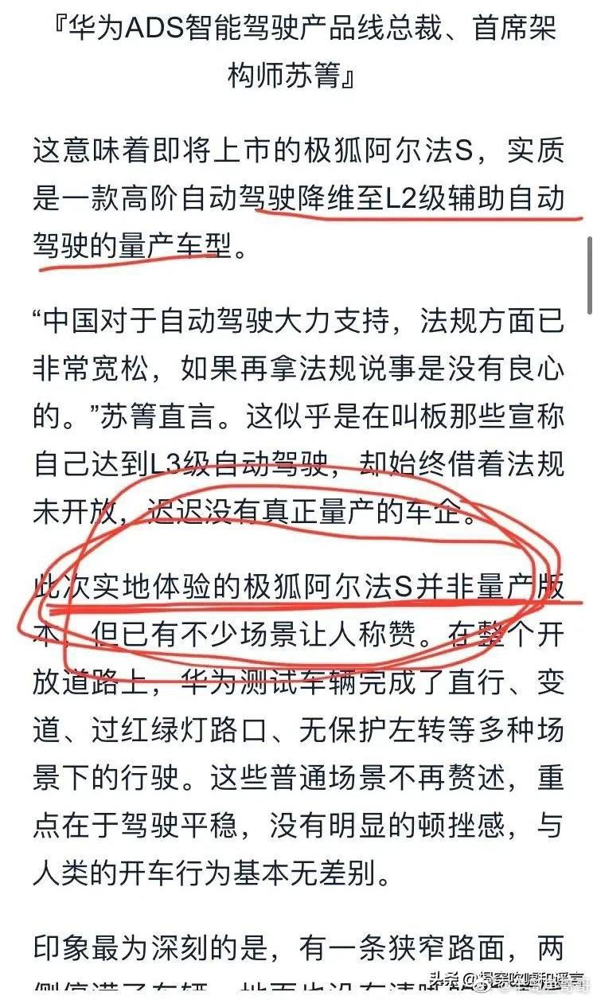 『华为ADS智能驾驶产品线总裁、首席架
构师苏箐』
这意味着即将上市的极狐阿尔法S，实质
是一款高阶自动驾驶降维至L2级辅助自动
驾驶的量产车型。
“中国对于自动驾驶大力支持，法规方面已
非常宽松，如果再拿法规说事是没有良心
的。”苏箐直言。这似乎是在叫板那些宣称
自己达到L3级自动驾驶，却始终借着法规
未开放，迟迟没有真正量产的车企。
此次实地体验的极狐阿尔法S并非量产版
本，但已有不少场景让人称赞。在整个开
放道路上，华为测试车辆完成了直行、变
道、过红绿灯路口、无保护左转等多种场
景下的行驶。这些普通场景不再赘述，重
点在于驾驶平稳，没有明显的顿挫感，与
人类的开车行为基本无差别。
印象最为深刻的是，有一条狭窄路面，两
侧停满了车辆，地面也没有清晰的
头条